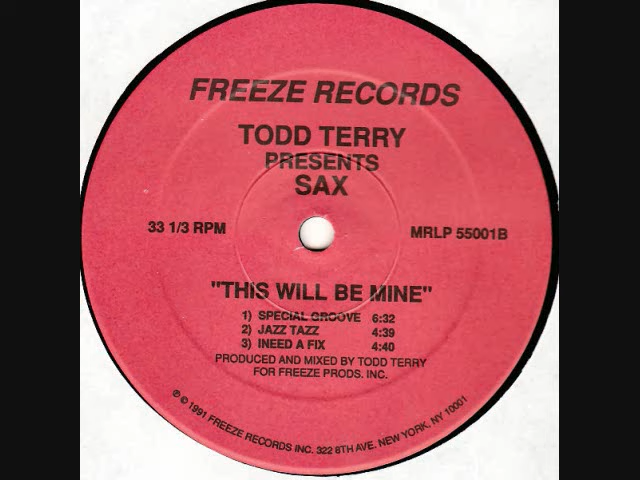 FREEZE RECORDS
TODD TERRY
PRESENTS
SAX
33 1/3 RPM
MRLP 55001B
"THIS WILL BE MINE"
1) SPECIAL GROOVE 6:32
2) JAZZ TAZZ 4:39
3) INEED A FIX 4:40
PRODUCED AND MIXED BY TODD TERRY
FOR FREEZE PRODS. INC.
℗ © 1991 FREEZE RECORDS INC. 322 8TH AVE. NEW YORK, NY 10001